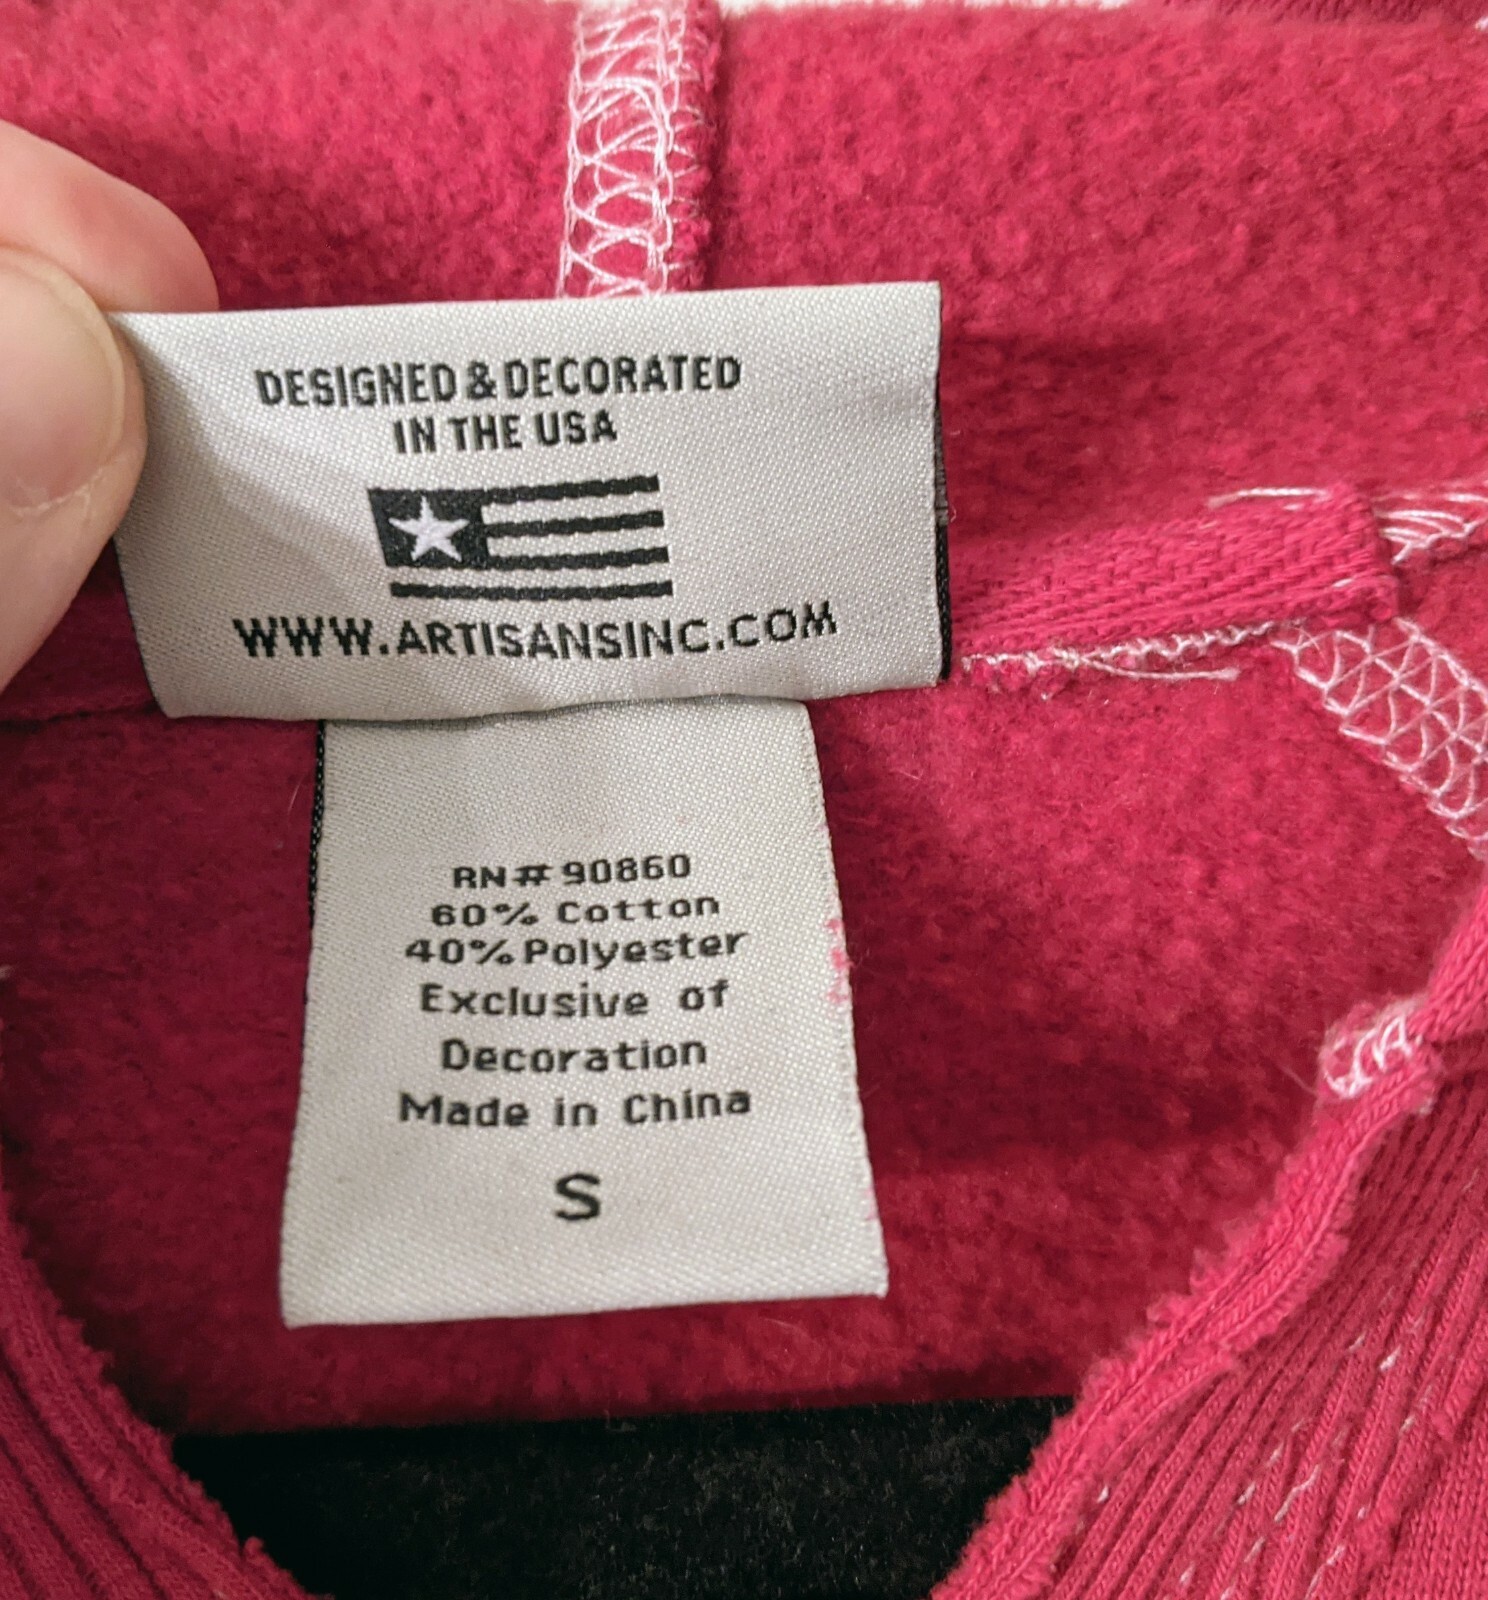 DESIGNED & DECORATED
IN THE USA
WWW.ARTISANSINC.COM
RN# 90860
60% Cotton
40% Polyester
Exclusive of
Decoration
Made in China
S